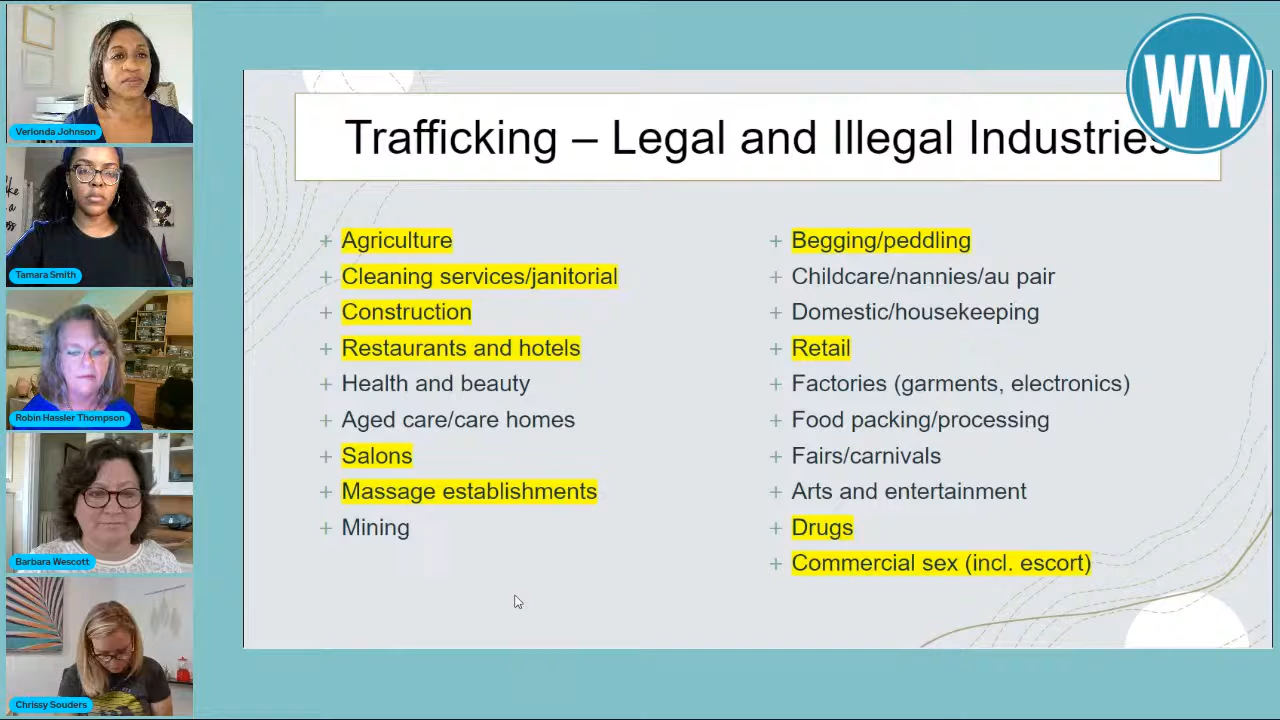 WW
Trafficking – Legal and Illegal Industries
+ Agriculture
+ Cleaning services/janitorial
+ Construction
+ Restaurants and hotels
+ Health and beauty
+ Aged care/care homes
+ Salons
+ Massage establishments
+ Mining
+ Begging/peddling
+ Childcare/nannies/au pair
+ Domestic/housekeeping
+ Retail
+ Factories (garments, electronics)
+ Food packing/processing
+ Fairs/carnivals
+ Arts and entertainment
+ Drugs
+ Commercial sex (incl. escort)
Verionda Johnson
Tamara Smith
Robin Hassler Thompson
Barbara Wescott
Chrissy Souders